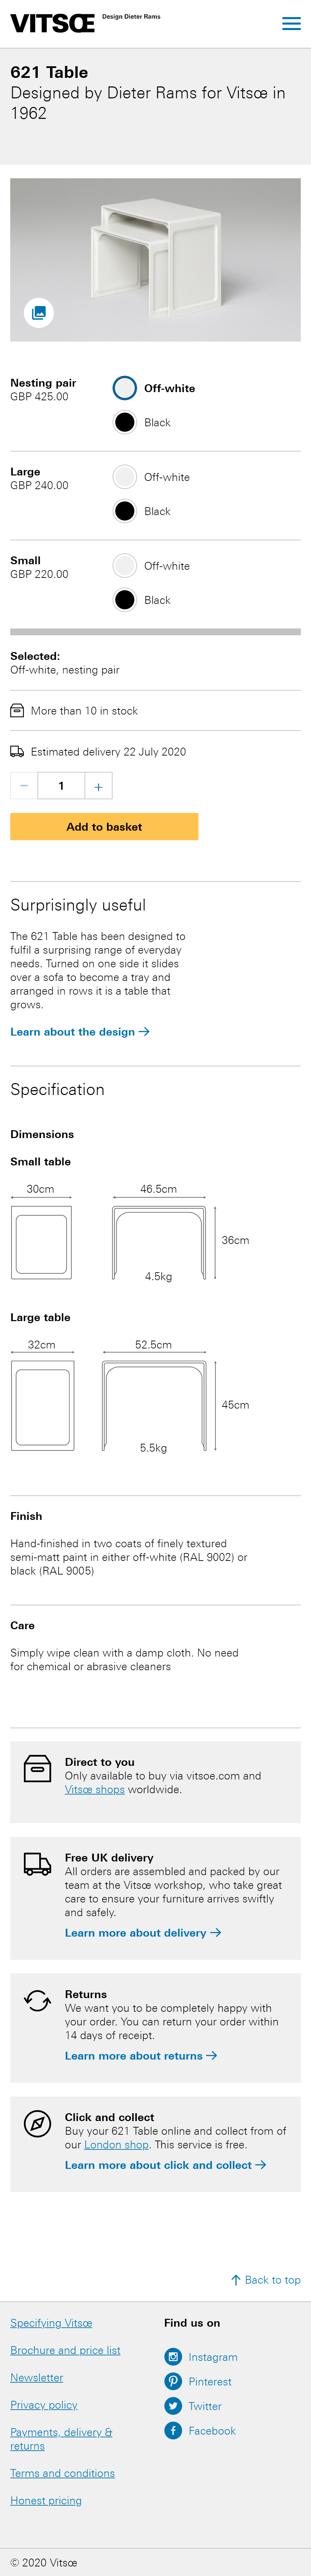 VITSŒ
Design Dieter Rams
621 Table
Designed by Dieter Rams for Vitsœ in
1962
Nesting pair
GBP 425.00
Off-white
Black
Large
GBP 240.00
Off-white
Black
Small
GBP 220.00
Off-white
Black
Selected:
Off-white, nesting pair
More than 10 in stock
Estimated delivery 22 July 2020
− 1 +
Add to basket
Surprisingly useful
The 621 Table has been designed to
fulfil a surprising range of everyday
needs. Turned on one side it slides
over a sofa to become a tray and
arranged in rows it is a table that
grows.
Learn about the design →
Specification
Dimensions
Small table
30cm 46.5cm
36cm
4.5kg
Large table
32cm 52.5cm
45cm
5.5kg
Finish
Hand-finished in two coats of finely textured
semi-matt paint in either off-white (RAL 9002) or
black (RAL 9005)
Care
Simply wipe clean with a damp cloth. No need
for chemical or abrasive cleaners
Direct to you
Only available to buy via vitsoe.com and
Vitsœ shops worldwide.
Free UK delivery
All orders are assembled and packed by our
team at the Vitsœ workshop, who take great
care to ensure your furniture arrives swiftly
and safely.
Learn more about delivery →
Returns
We want you to be completely happy with
your order. You can return your order within
14 days of receipt.
Learn more about returns →
Click and collect
Buy your 621 Table online and collect from of
our London shop. This service is free.
Learn more about click and collect →
↑ Back to top
Specifying Vitsœ
Brochure and price list
Newsletter
Privacy policy
Payments, delivery &
returns
Terms and conditions
Honest pricing
Find us on
Instagram
Pinterest
Twitter
Facebook
© 2020 Vitsœ